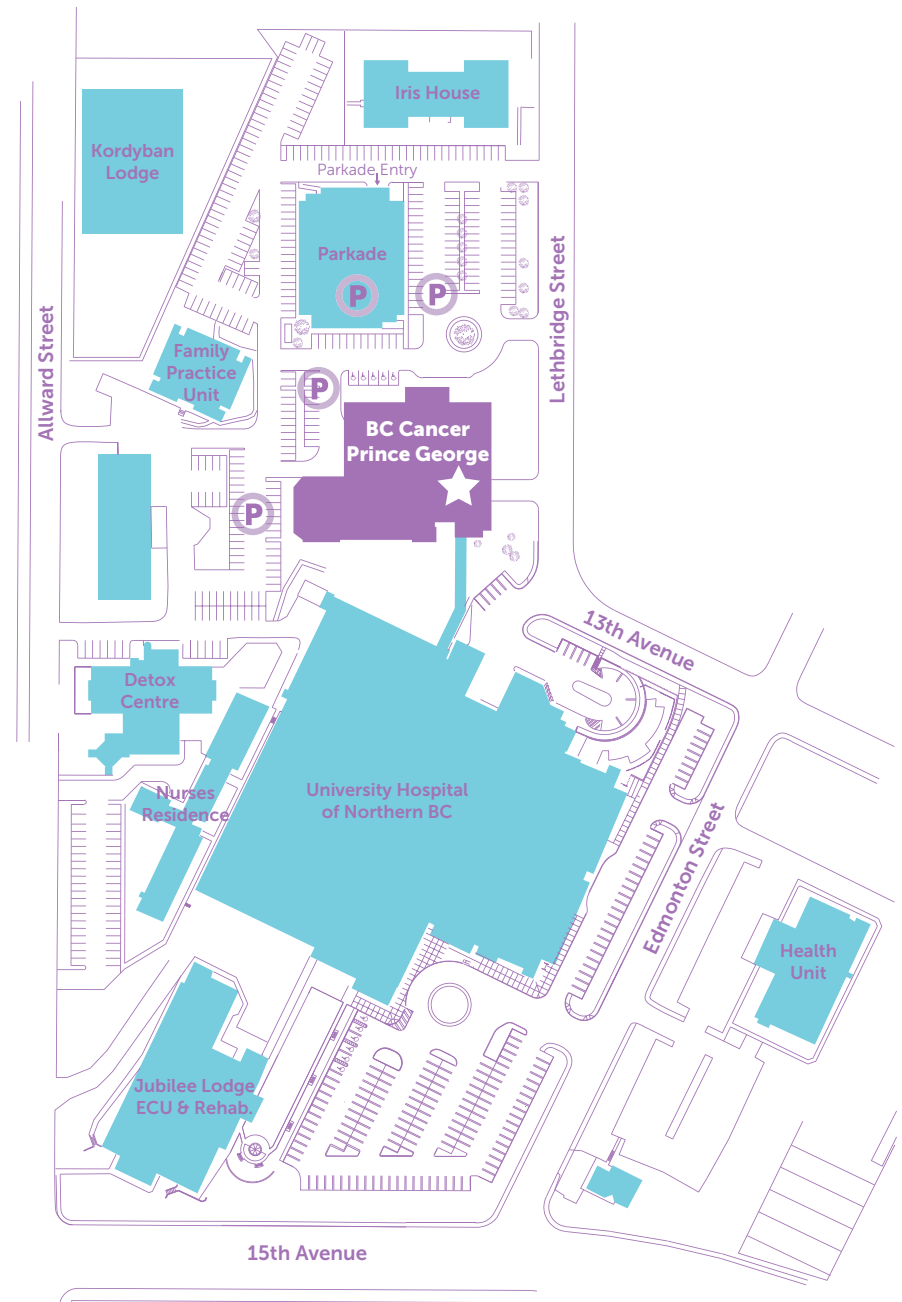 Iris House
Kordyban
Lodge
Parkade Entry
Parkade
P
P
Lethbridge Street
Allward Street
Family
Practice
Unit
P
BC Cancer
Prince George
P
13th Avenue
Detox
Centre
Nurses
Residence
University Hospital
of Northern BC
Edmonton Street
Health
Unit
Jubilee Lodge
ECU & Rehab.
15th Avenue